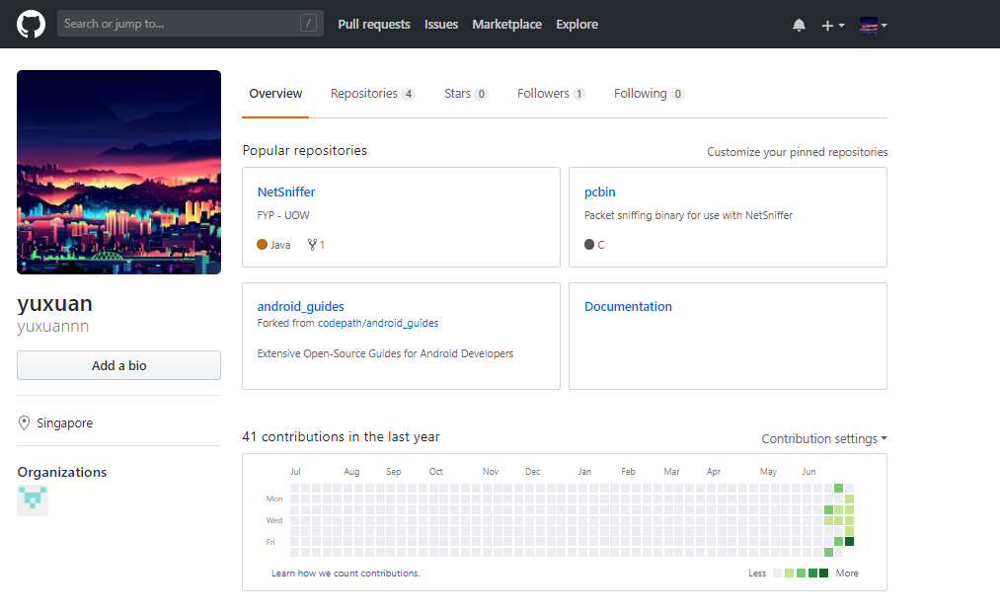 Search or jump to... /
Pull requests Issues Marketplace Explore
Overview Repositories 4 Stars 0 Followers 1 Following 0
Popular repositories
Customize your pinned repositories
NetSniffer
FYP - UOW
Java 1
pcbin
Packet sniffing binary for use with NetSniffer
C
android_guides
Forked from codepath/android_guides
Extensive Open-Source Guides for Android Developers
Documentation
yuxuan
yuxuannn
Add a bio
Singapore
Organizations
41 contributions in the last year
Contribution settings
Jul Aug Sep Oct Nov Dec Jan Feb Mar Apr May Jun
Mon
Wed
Fri
Learn how we count contributions.
Less More